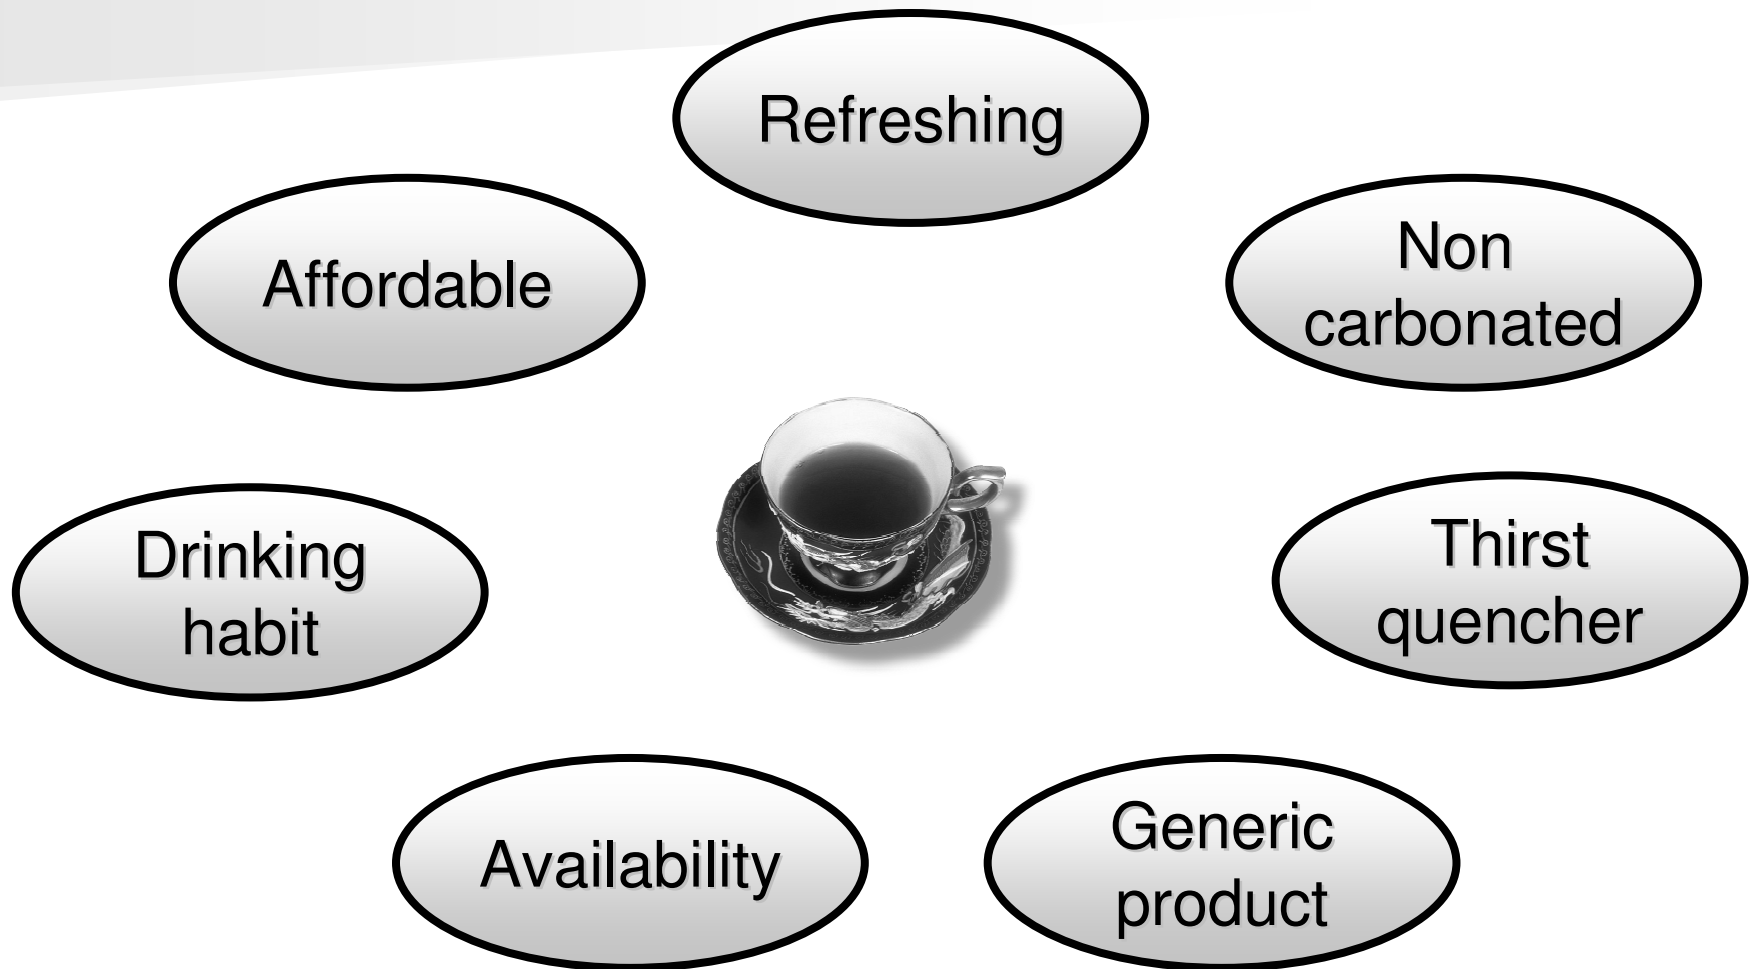 Refreshing
Affordable
Non
carbonated
Drinking
habit
Thirst
quencher
Availability
Generic
product